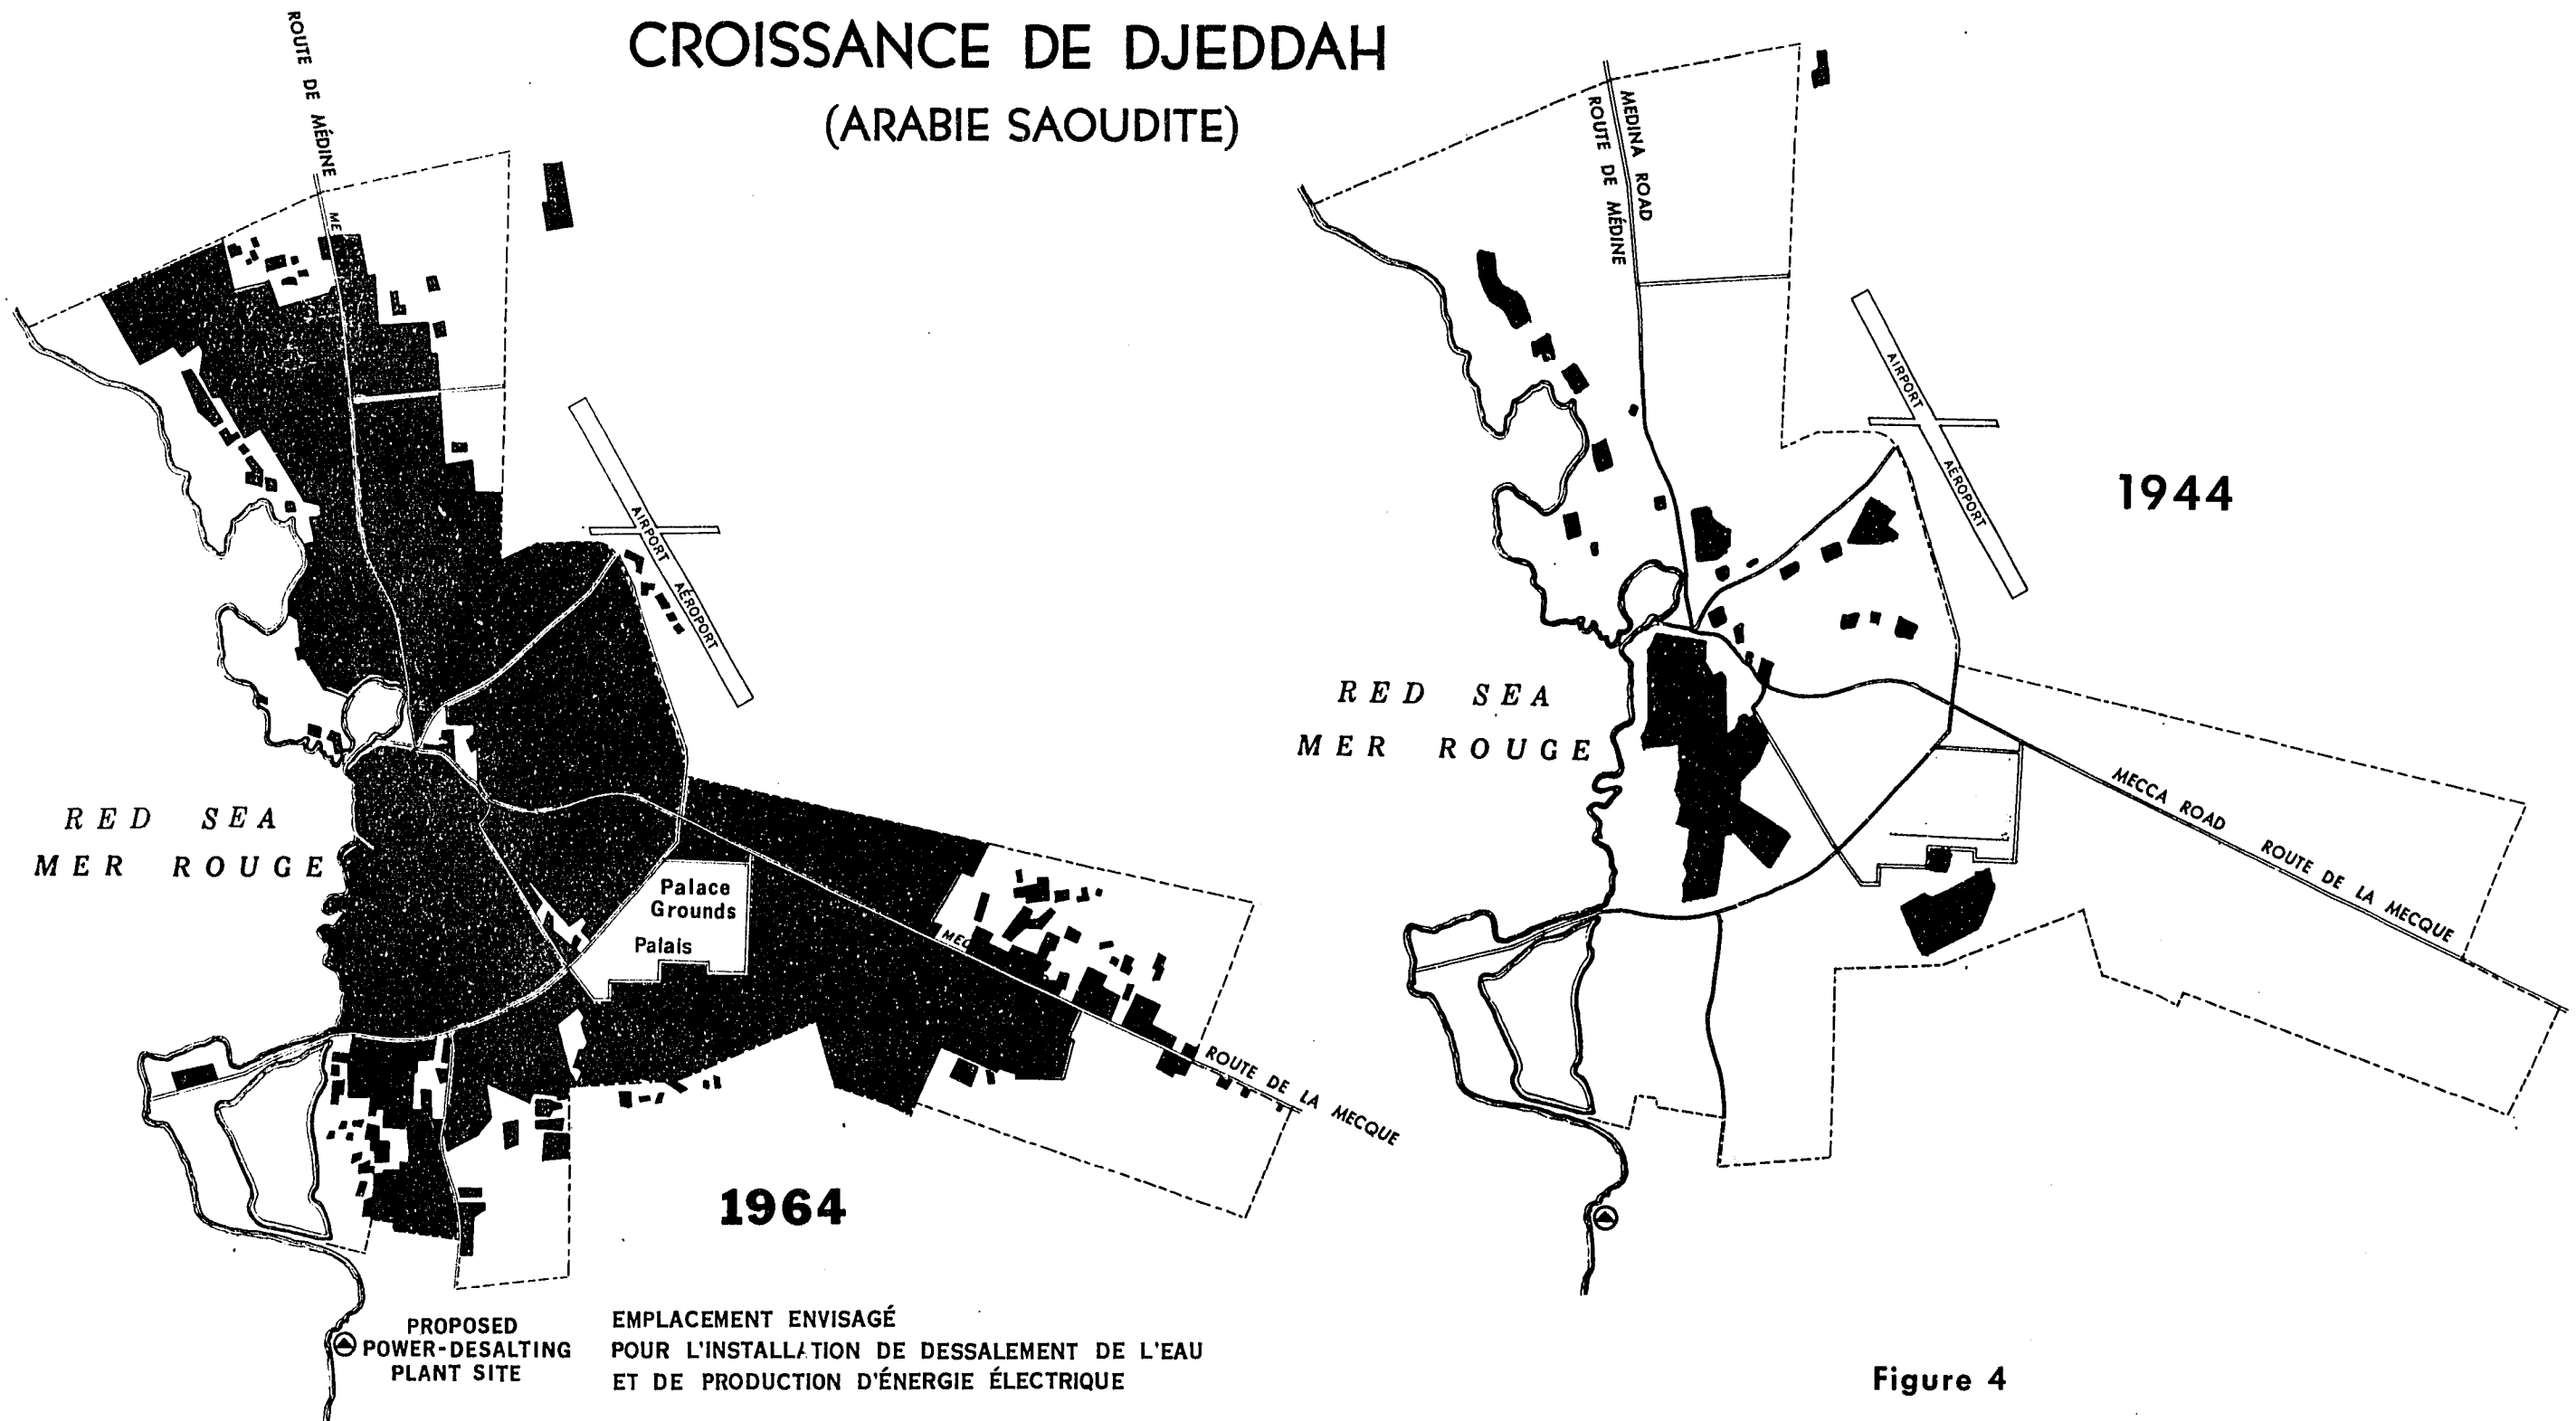 CROISSANCE DE DJEDDAH
(ARABIE SAOUDITE)
ROUTE DE MÉDINE
ME
AIRPORT
AÉROPORT
RED SEA
MER ROUGE
Palace
Grounds
Palais
MEC
ROUTE DE LA MECQUE
1964
PROPOSED
POWER-DESALTING
PLANT SITE
EMPLACEMENT ENVISAGÉ
POUR L'INSTALLATION DE DESSALEMENT DE L'EAU
ET DE PRODUCTION D'ÉNERGIE ÉLECTRIQUE
MEDINA ROAD
ROUTE DE MÉDINE
AIRPORT
AÉROPORT
1944
RED SEA
MER ROUGE
MECCA ROAD ROUTE DE LA MECQUE
Figure 4